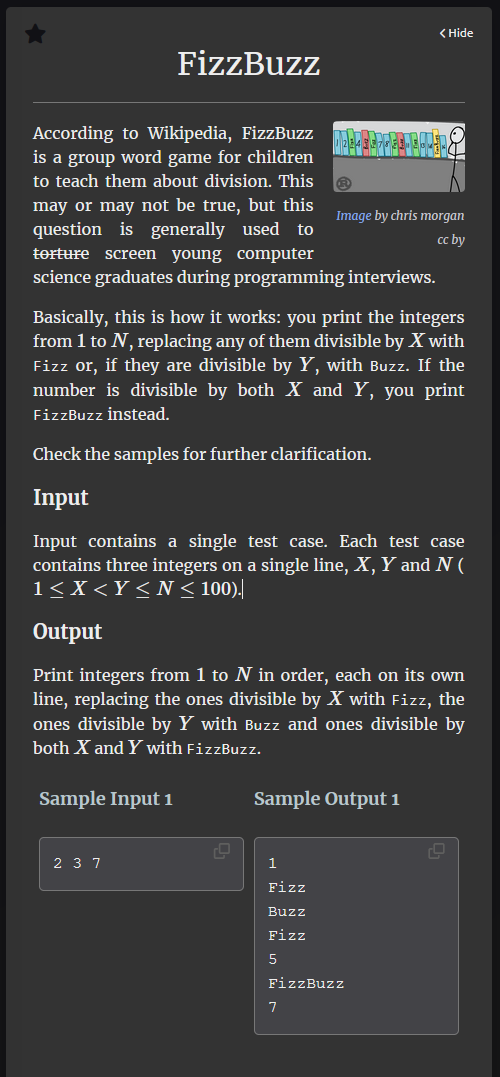 Hide
FizzBuzz
According to Wikipedia, FizzBuzz
is a group word game for children
to teach them about division. This
may or may not be true, but this
question is generally used to
torture screen young computer
science graduates during programming interviews.
Image by chris morgan
cc by
Basically, this is how it works: you print the integers
from 1 to N, replacing any of them divisible by X with
Fizz or, if they are divisible by Y, with Buzz. If the
number is divisible by both X and Y, you print
FizzBuzz instead.
Check the samples for further clarification.
Input
Input contains a single test case. Each test case
contains three integers on a single line, X, Y and N (
1 ≤ X < Y ≤ N ≤ 100).
Output
Print integers from 1 to N in order, each on its own
line, replacing the ones divisible by X with Fizz, the
ones divisible by Y with Buzz and ones divisible by
both X and Y with FizzBuzz.
Sample Input 1
Sample Output 1
2 3 7
1
Fizz
Buzz
Fizz
5
FizzBuzz
7